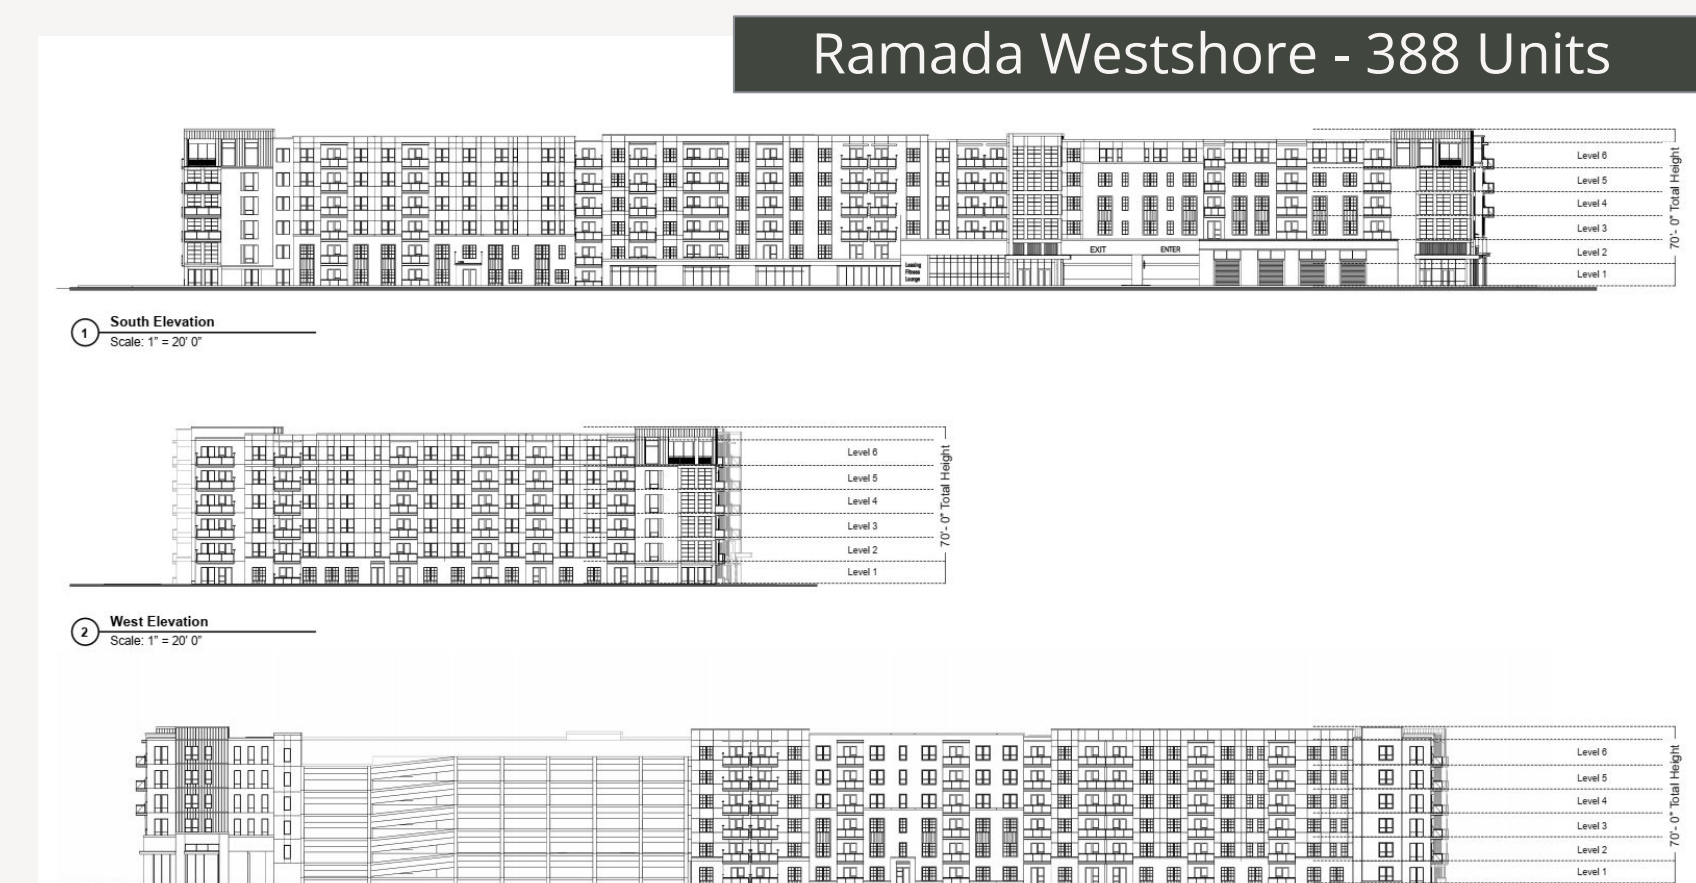 Ramada Westshore - 388 Units
Level 6
Level 5
Level 4
Level 3
Level 2
Level 1
70'- 0" Total Height
EXIT
ENTER
Leasing
Fitness
Lounge
1
South Elevation
Scale: 1" = 20' 0"
Level 6
Level 5
Level 4
Level 3
Level 2
Level 1
70'- 0" Total Height
2
West Elevation
Scale: 1" = 20' 0"
Level 6
Level 5
Level 4
Level 3
Level 2
Level 1
70'- 0" Total Height